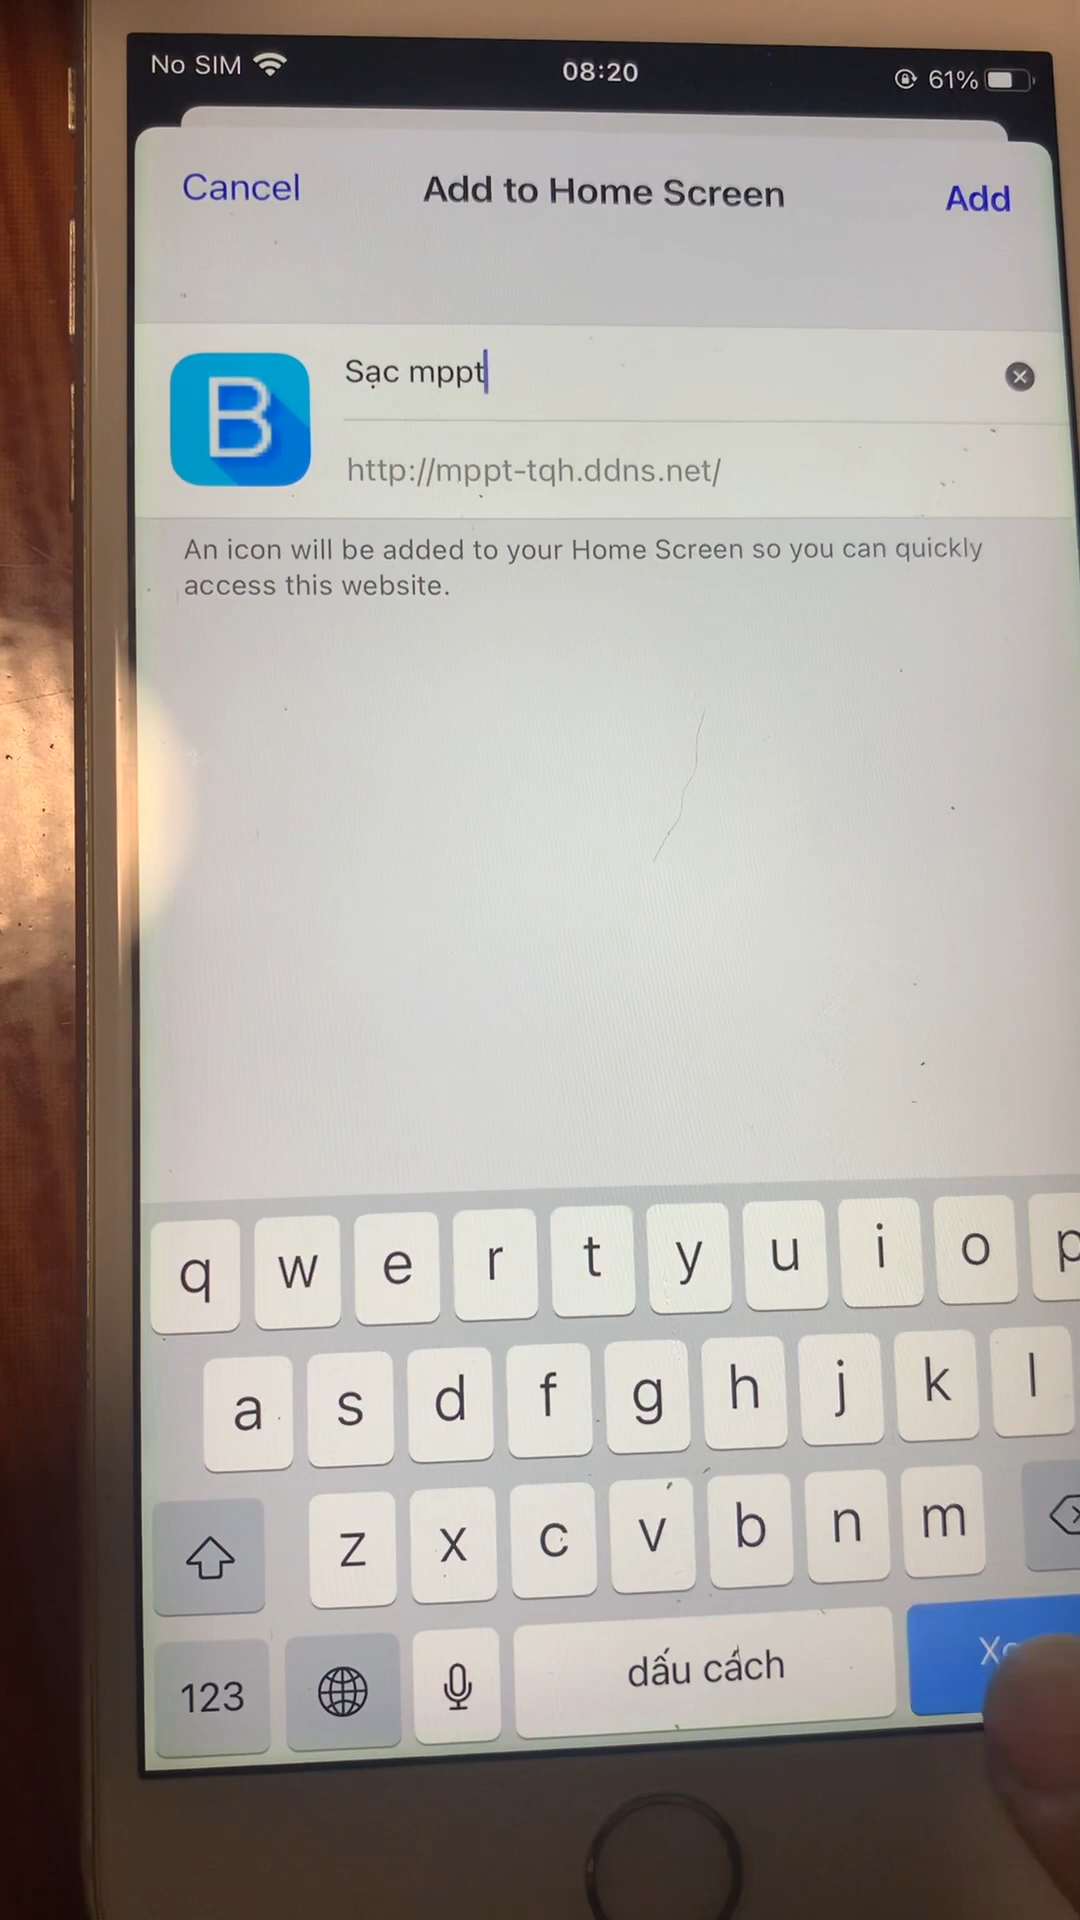 No SIM 08:20 61%
Cancel Add to Home Screen Add
B
Sạc mppt
http://mppt-tqh.ddns.net/
An icon will be added to your Home Screen so you can quickly
access this website.
q w e r t y u i o p
a s d f g h j k l
z x c v b n m
123 dấu cách